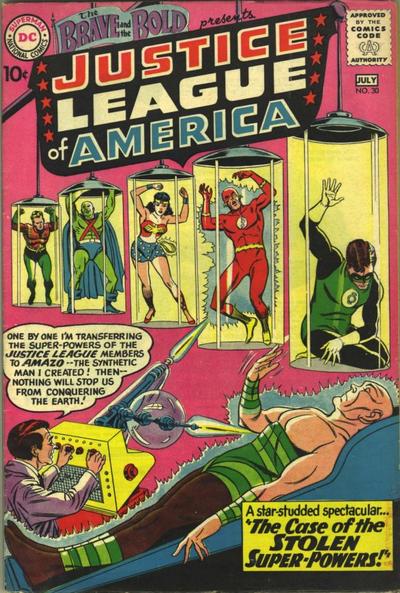 The
BRAVE and the BOLD presents
SUPERMAN
DC
NATIONAL COMICS
10¢
JUSTICE
LEAGUE
of AMERICA
APPROVED
BY THE
COMICS
CODE
CA
AUTHORITY
JULY
NO. 30
ONE BY ONE I'M TRANSFERRING
THE SUPER-POWERS OF THE
JUSTICE LEAGUE MEMBERS
TO AMAZO -- THE SYNTHETIC
MAN I CREATED! THEN--
NOTHING WILL STOP US
FROM CONQUERING
THE EARTH!
A star-studded spectacular...
"The Case of the
STOLEN
SUPER-POWERS!"